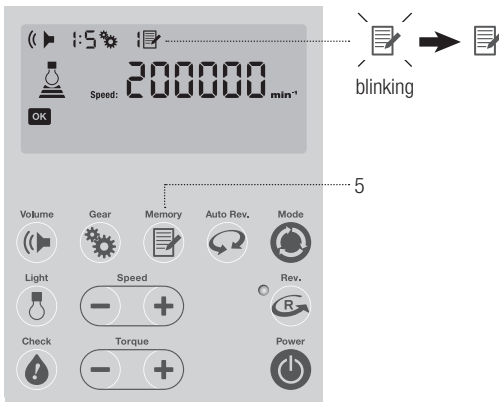 1:5 1
Speed: 200000 min⁻¹
OK
blinking
5
Volume Gear Memory Auto Rev. Mode
Light Speed Rev.
R
Check Torque Power